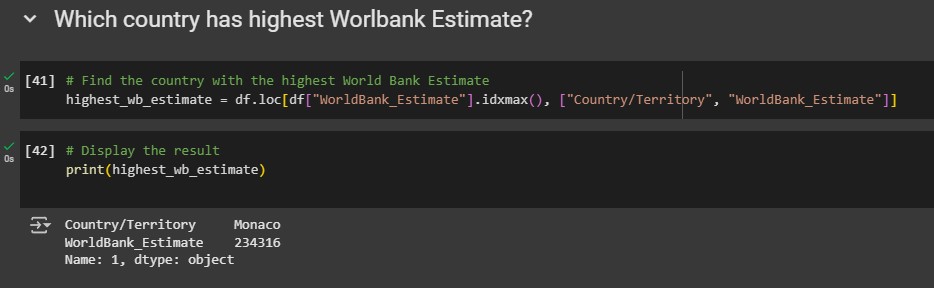 Which country has highest Worlbank Estimate?
[41] # Find the country with the highest World Bank Estimate
0s
highest_wb_estimate = df.loc[df["WorldBank_Estimate"].idxmax(), ["Country/Territory", "WorldBank_Estimate"]]
[42] # Display the result
0s
print(highest_wb_estimate)
Country/Territory     Monaco
WorldBank_Estimate    234316
Name: 1, dtype: object